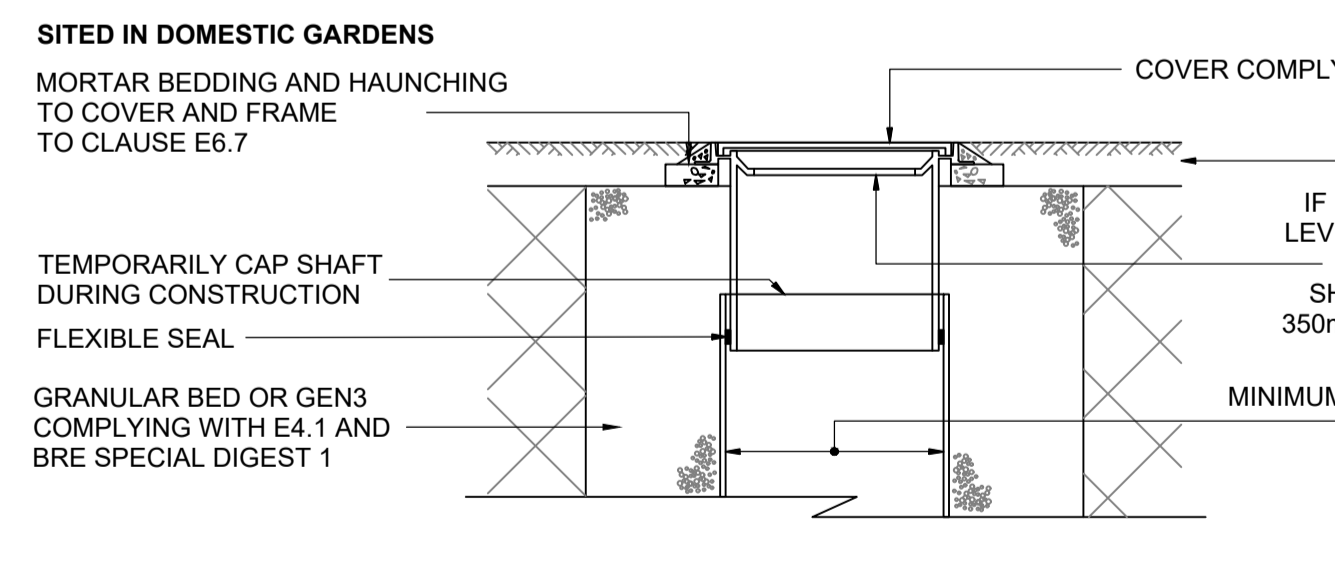 SITED IN DOMESTIC GARDENS
MORTAR BEDDING AND HAUNCHING
TO COVER AND FRAME
TO CLAUSE E6.7
TEMPORARILY CAP SHAFT
DURING CONSTRUCTION
FLEXIBLE SEAL
GRANULAR BED OR GEN3
COMPLYING WITH E4.1 AND
BRE SPECIAL DIGEST 1
COVER COMPLY
IF
LEV
SH
350m
MINIMUM